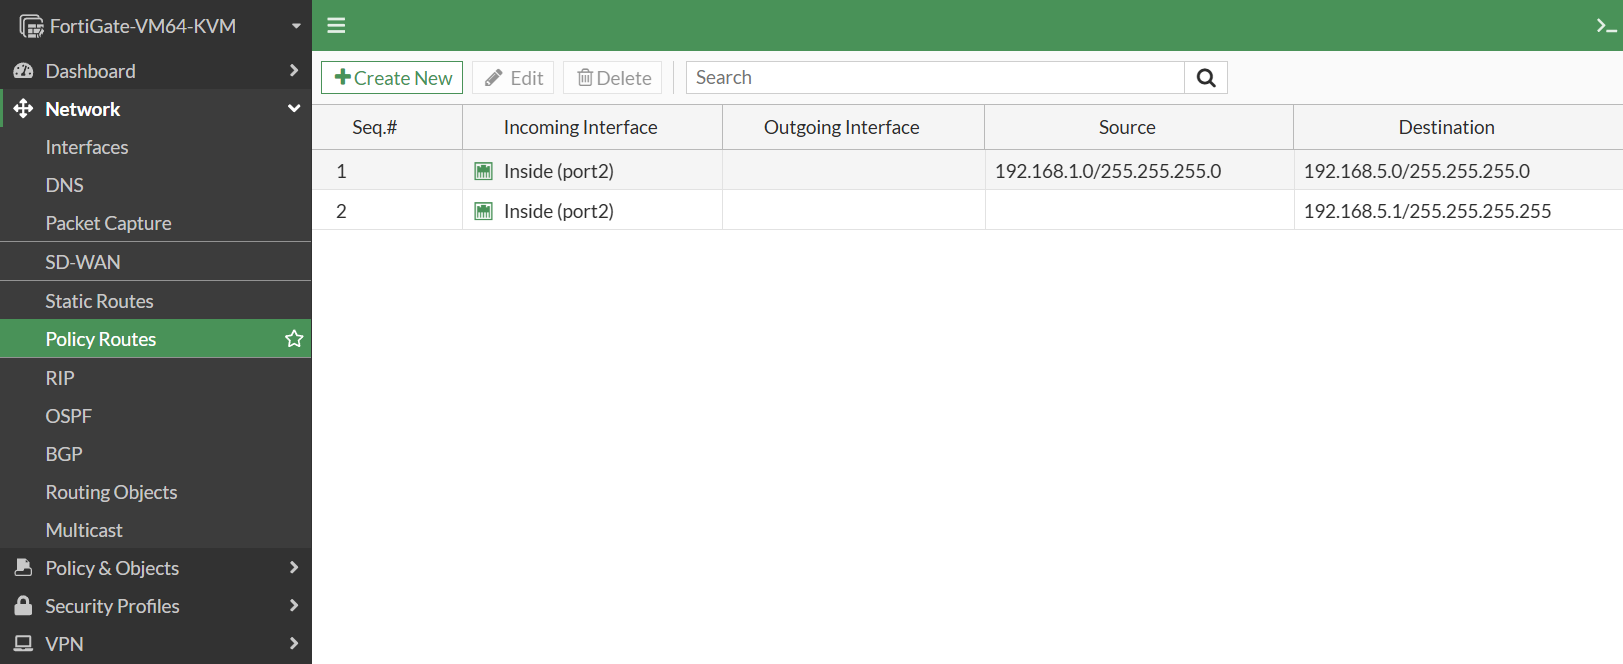 FortiGate-VM64-KVM
Dashboard
Network
Interfaces
DNS
Packet Capture
SD-WAN
Static Routes
Policy Routes
RIP
OSPF
BGP
Routing Objects
Multicast
Policy & Objects
Security Profiles
VPN
Create New Edit Delete Search
Seq.# Incoming Interface Outgoing Interface Source Destination
1 Inside (port2) 192.168.1.0/255.255.255.0 192.168.5.0/255.255.255.0
2 Inside (port2) 192.168.5.1/255.255.255.255